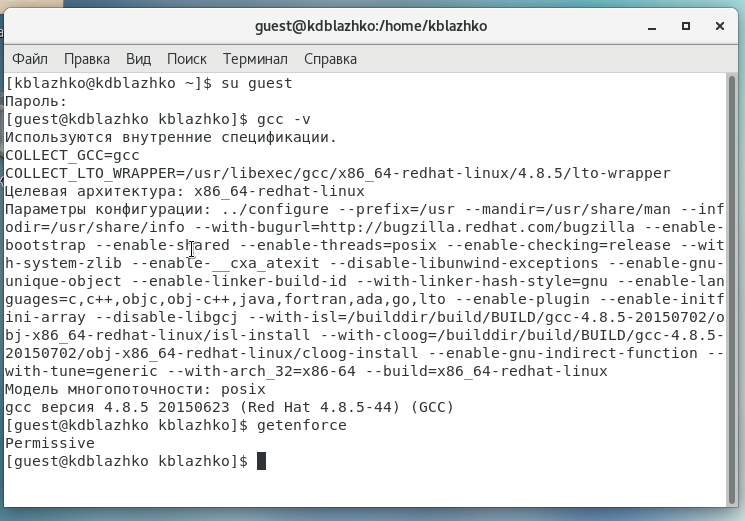 guest@kdblazhko:/home/kblazhko
Файл Правка Вид Поиск Терминал Справка
[kblazhko@kdblazhko ~]$ su guest
Пароль:
[guest@kdblazhko kblazhko]$ gcc -v
Используются внутренние спецификации.
COLLECT_GCC=gcc
COLLECT_LTO_WRAPPER=/usr/libexec/gcc/x86_64-redhat-linux/4.8.5/lto-wrapper
Целевая архитектура: x86_64-redhat-linux
Параметры конфигурации: ../configure --prefix=/usr --mandir=/usr/share/man --inf
odir=/usr/share/info --with-bugurl=http://bugzilla.redhat.com/bugzilla --enable-
bootstrap --enable-shared --enable-threads=posix --enable-checking=release --wit
h-system-zlib --enable-__cxa_atexit --disable-libunwind-exceptions --enable-gnu-
unique-object --enable-linker-build-id --with-linker-hash-style=gnu --enable-lan
guages=c,c++,objc,obj-c++,java,fortran,ada,go,lto --enable-plugin --enable-initf
ini-array --disable-libgcj --with-isl=/builddir/build/BUILD/gcc-4.8.5-20150702/o
bj-x86_64-redhat-linux/isl-install --with-cloog=/builddir/build/BUILD/gcc-4.8.5-
20150702/obj-x86_64-redhat-linux/cloog-install --enable-gnu-indirect-function --
with-tune=generic --with-arch_32=x86-64 --build=x86_64-redhat-linux
Модель многопоточности: posix
gcc версия 4.8.5 20150623 (Red Hat 4.8.5-44) (GCC)
[guest@kdblazhko kblazhko]$ getenforce
Permissive
[guest@kdblazhko kblazhko]$